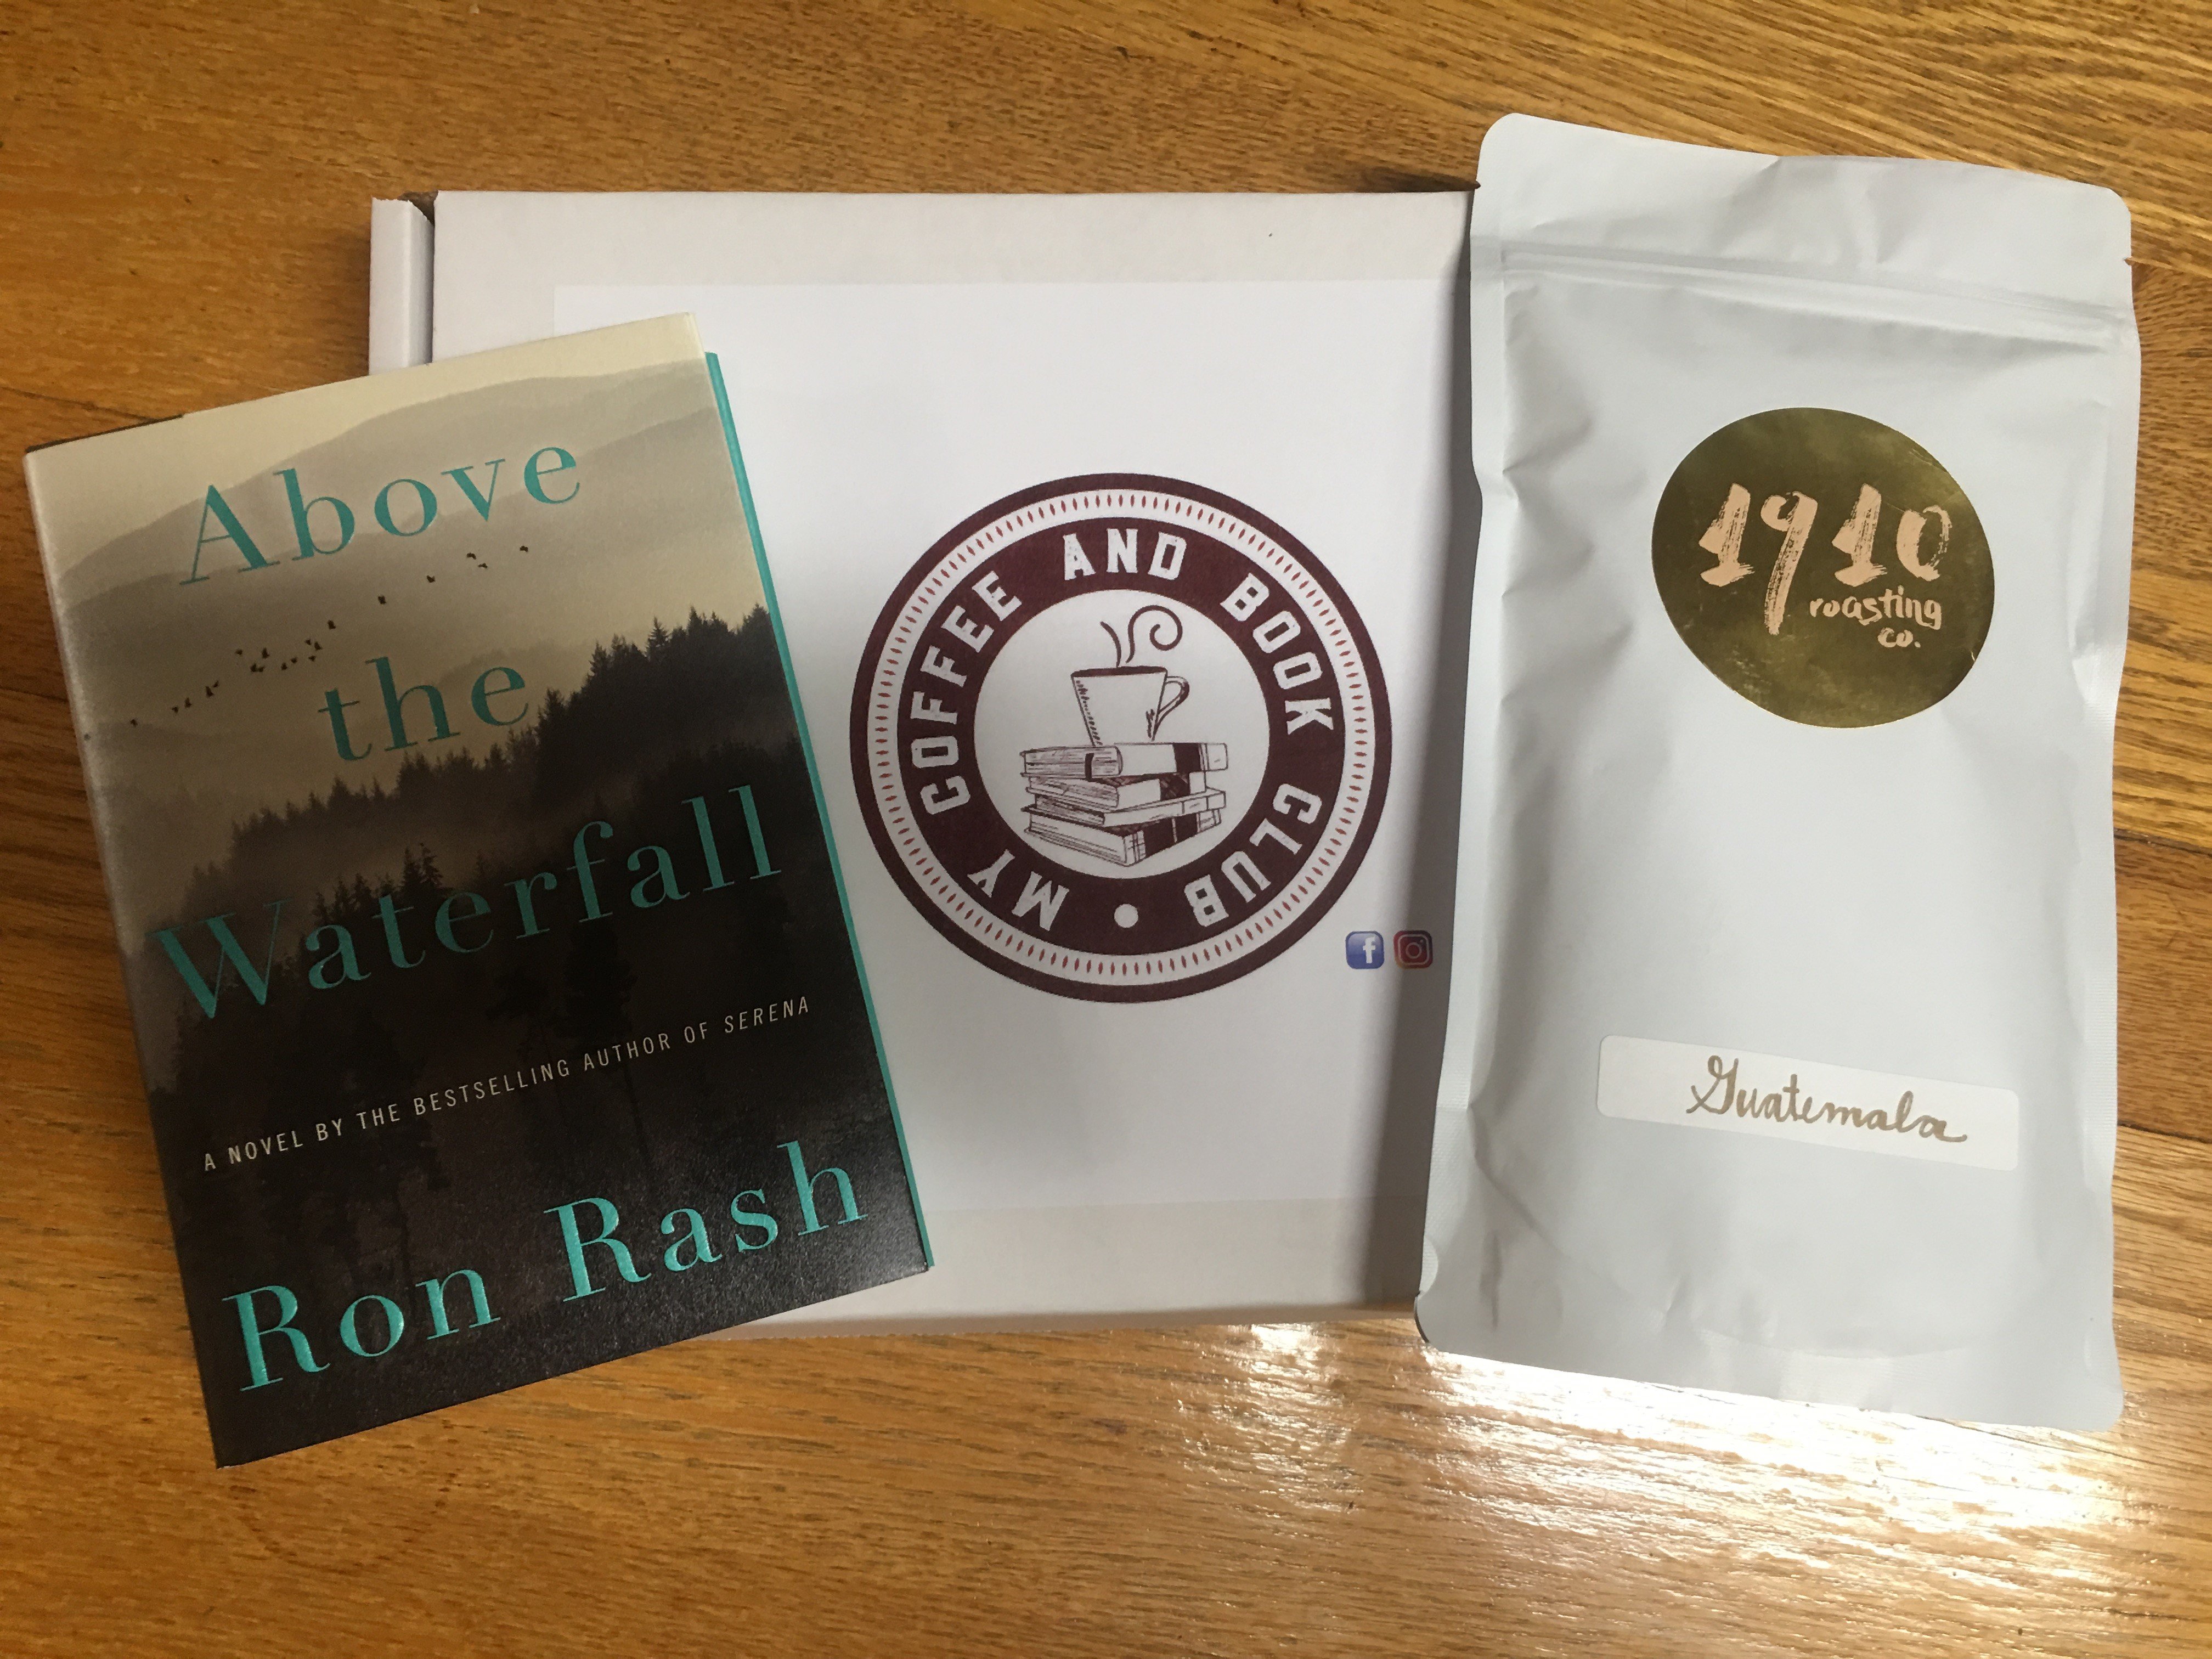 Above
the
Waterfall
A NOVEL BY THE BESTSELLING AUTHOR OF SERENA
Ron Rash
MY COFFEE AND BOOK CLUB
f
1910
roasting
co.
Guatemala